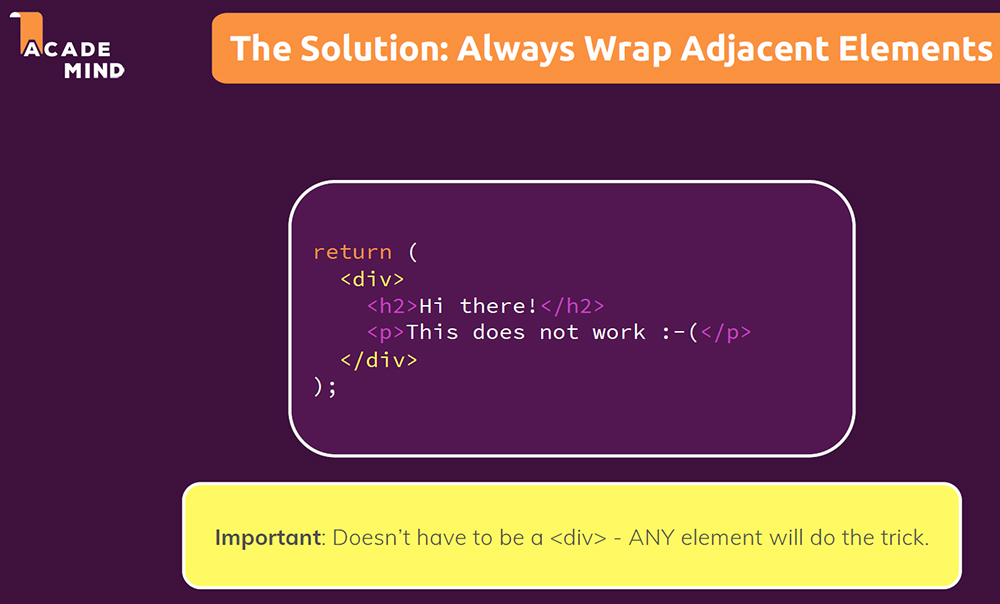 ACADE
MIND
The Solution: Always Wrap Adjacent Elements
return (
<div>
<h2>Hi there!</h2>
<p>This does not work :-(</p>
</div>
);
Important: Doesn't have to be a <div> - ANY element will do the trick.